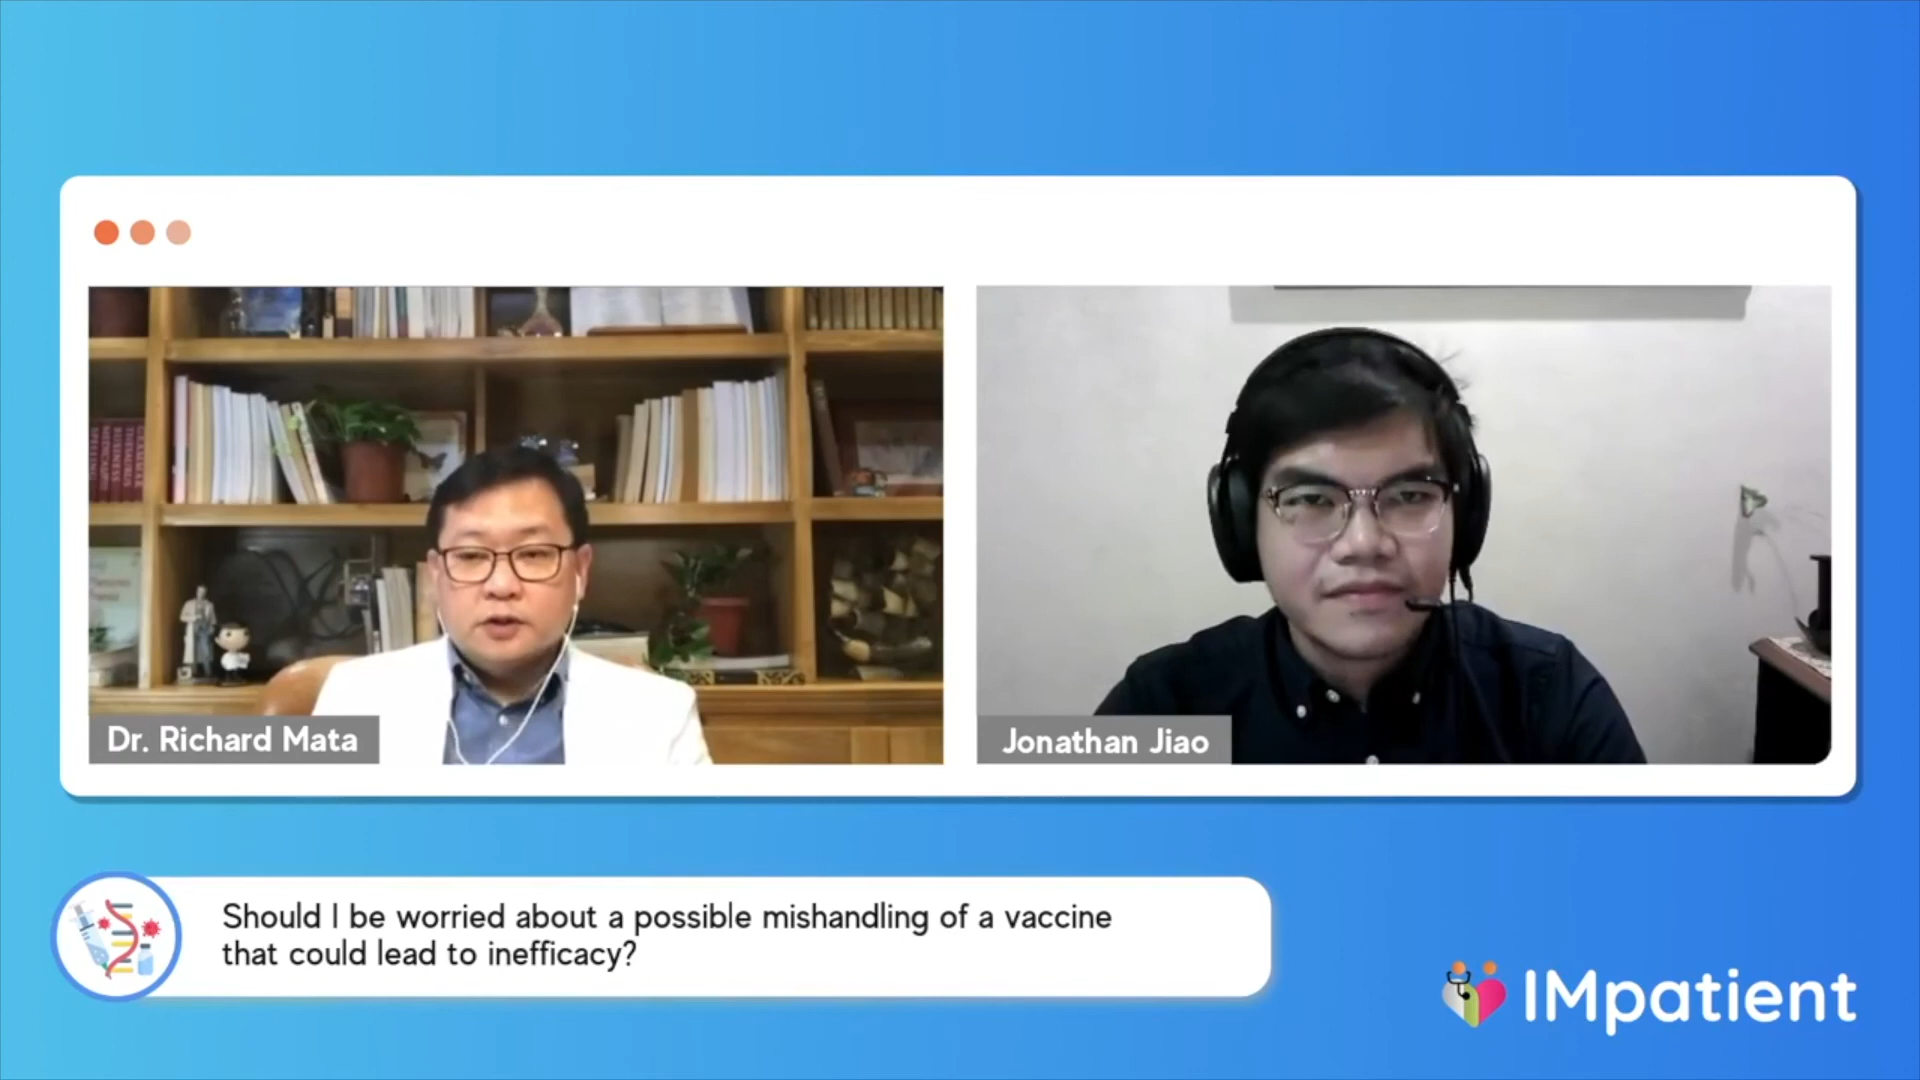 Dr. Richard Mata
Jonathan Jiao
Should I be worried about a possible mishandling of a vaccine
that could lead to inefficacy?
IMpatient